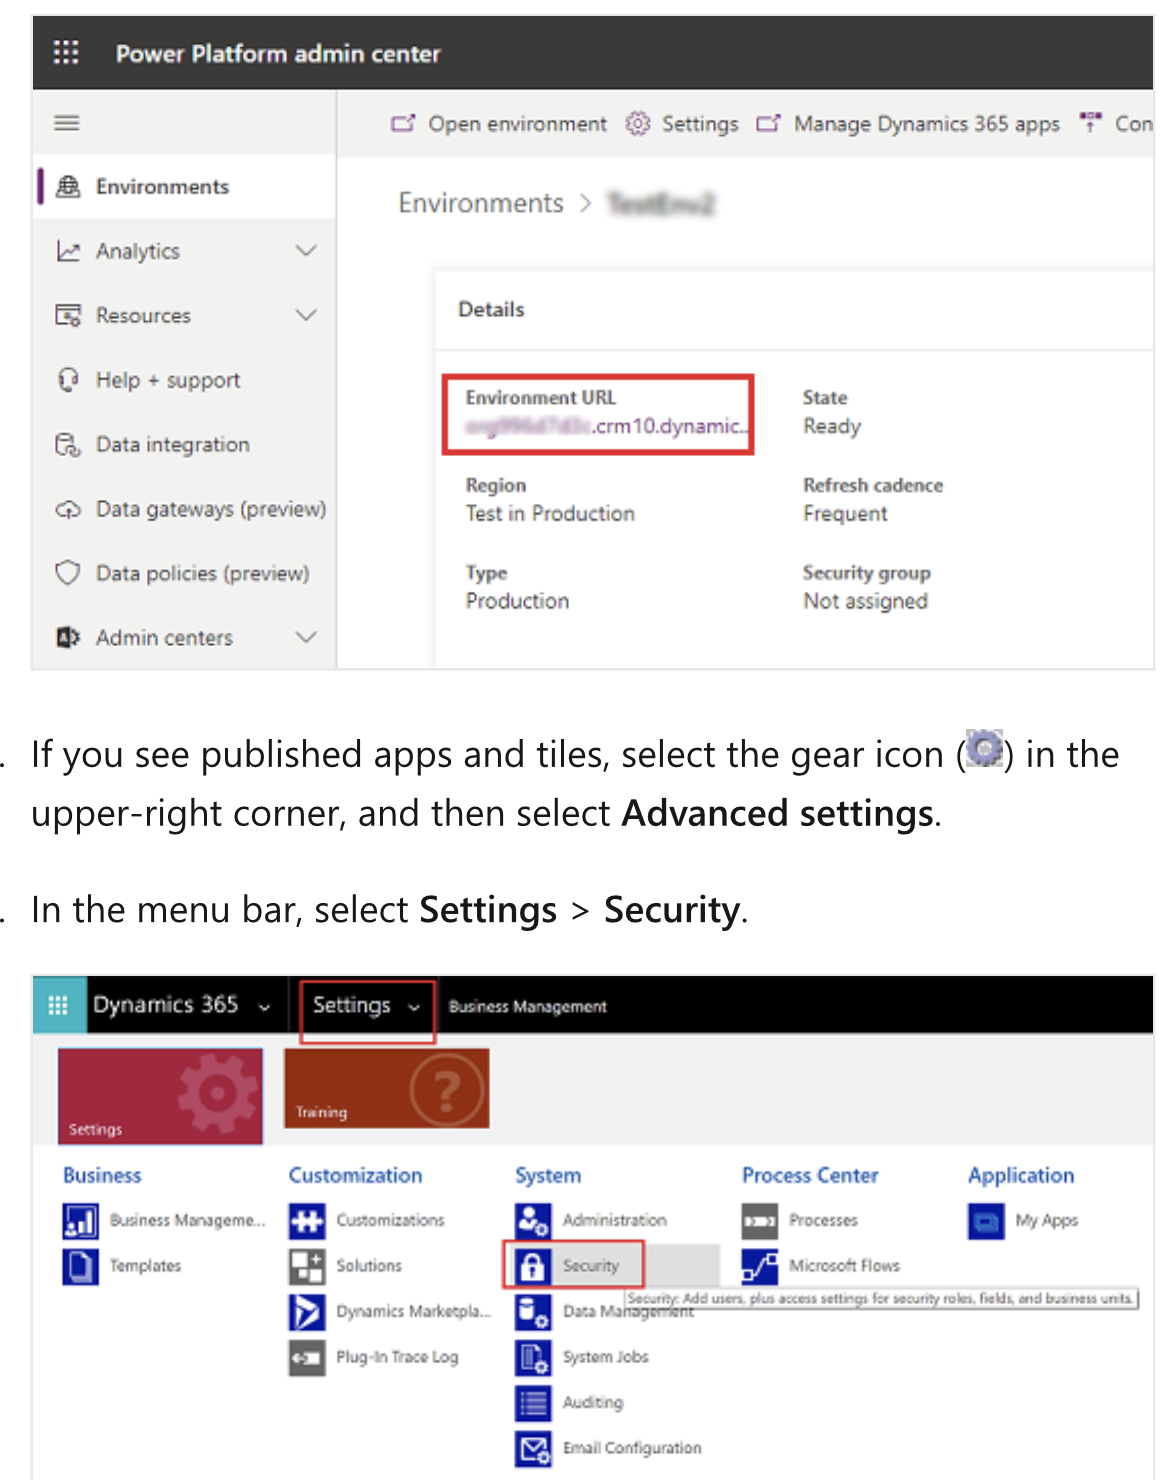 Power Platform admin center
Open environment Settings Manage Dynamics 365 apps Con
Environments
Analytics
Resources
Help + support
Data integration
Data gateways (preview)
Data policies (preview)
Admin centers
Environments >
Details
Environment URL
.crm10.dynamic...
State
Ready
Region
Test in Production
Refresh cadence
Frequent
Type
Production
Security group
Not assigned
. If you see published apps and tiles, select the gear icon () in the
upper-right corner, and then select Advanced settings.
. In the menu bar, select Settings > Security.
Dynamics 365 Settings Business Management
Settings
Training
Business
Business Manageme...
Templates
Customization
Customizations
Solutions
Dynamics Marketpla...
Plug-In Trace Log
System
Administration
Security
Security: Add users, plus access settings for security roles, fields, and business units.
Data Management
System Jobs
Auditing
Email Configuration
Process Center
Processes
Microsoft Flows
Application
My Apps